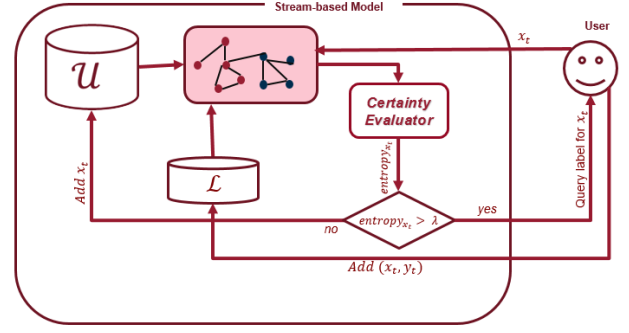 Stream-based Model
User
x_t
𝒰
Certainty
Evaluator
Add x_t
entropy_{x_t}
Query label for x_t
ℒ
entropy_{x_t} > λ
no
yes
Add (x_t, y_t)